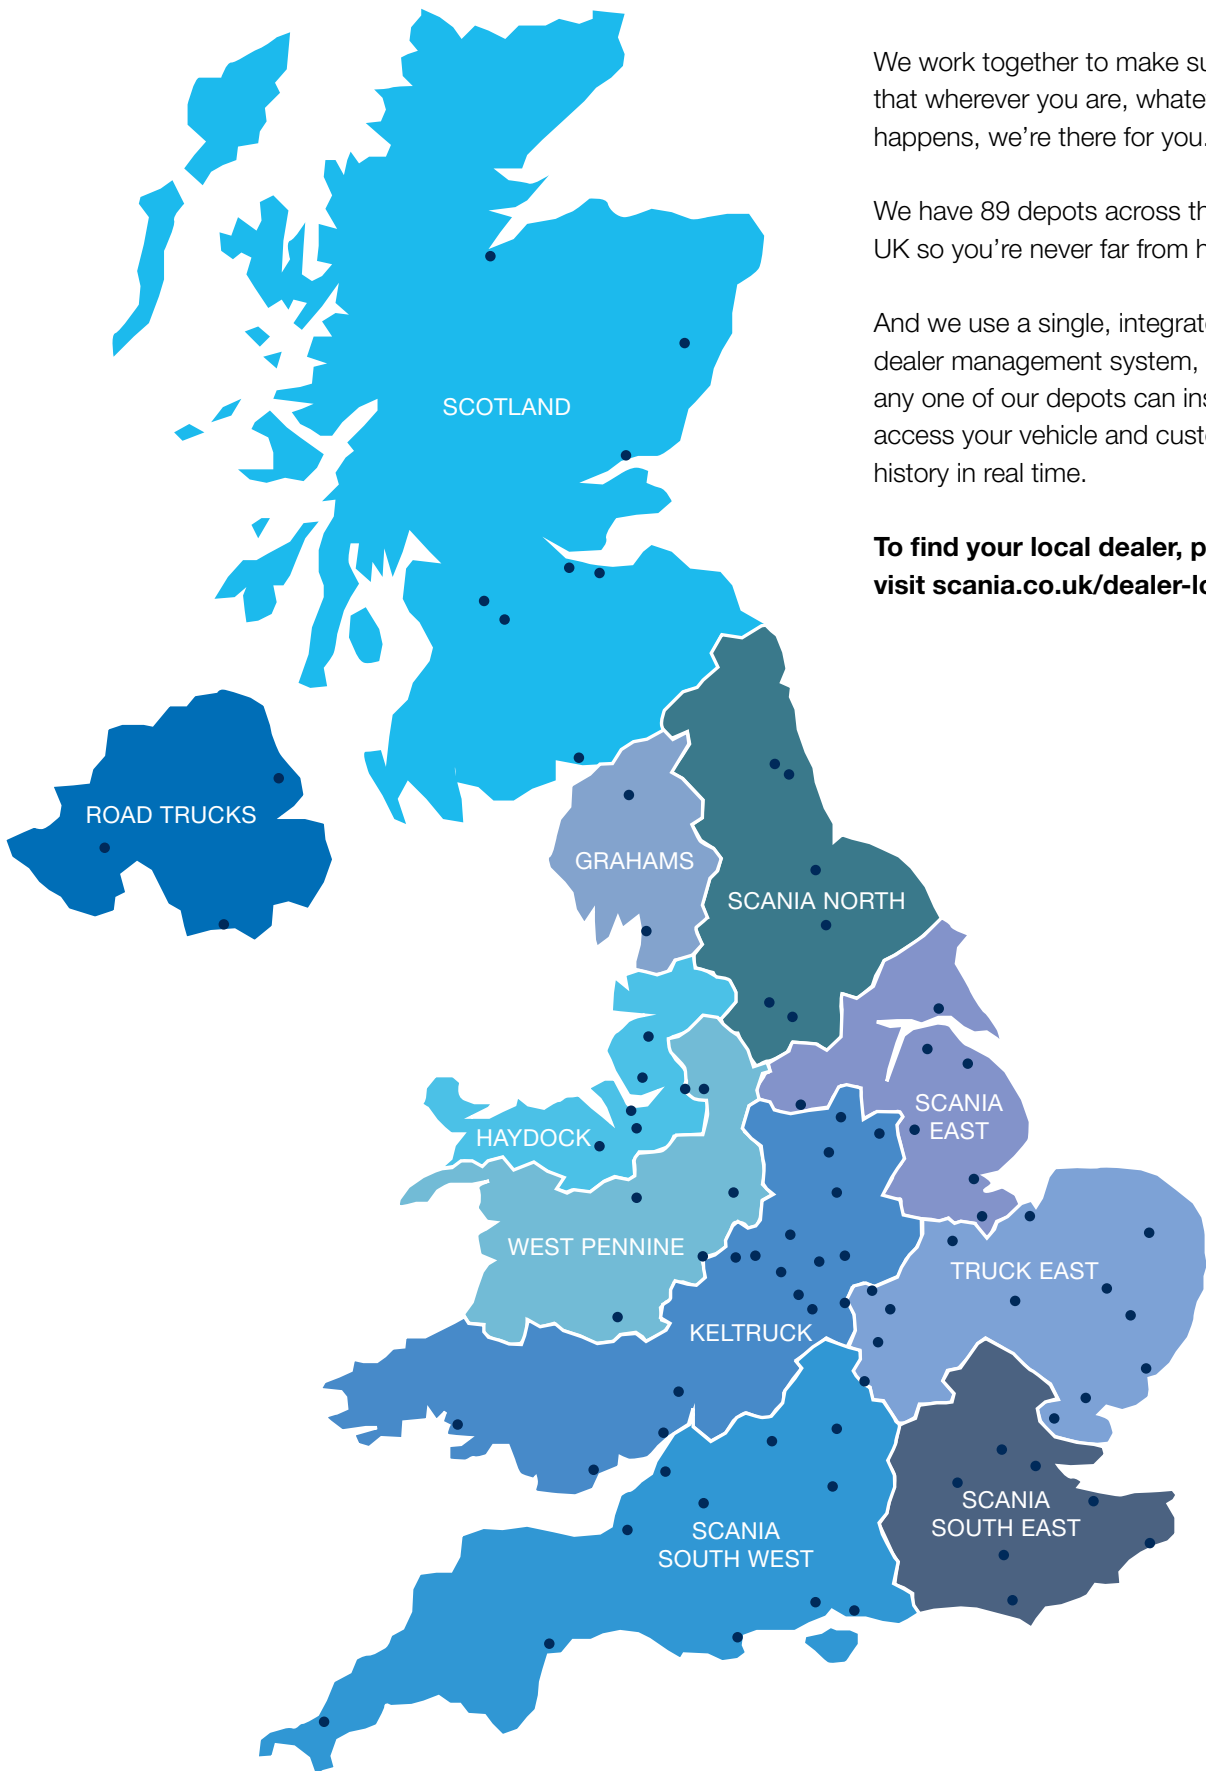 We work together to make su
that wherever you are, whate
happens, we're there for you.
We have 89 depots across th
UK so you're never far from h
And we use a single, integrat
dealer management system,
any one of our depots can ins
access your vehicle and cust
history in real time.
To find your local dealer, p
visit scania.co.uk/dealer-lo
SCOTLAND
ROAD TRUCKS
GRAHAMS
SCANIA NORTH
SCANIA
EAST
HAYDOCK
WEST PENNINE
TRUCK EAST
KELTRUCK
SCANIA
SOUTH EAST
SCANIA
SOUTH WEST